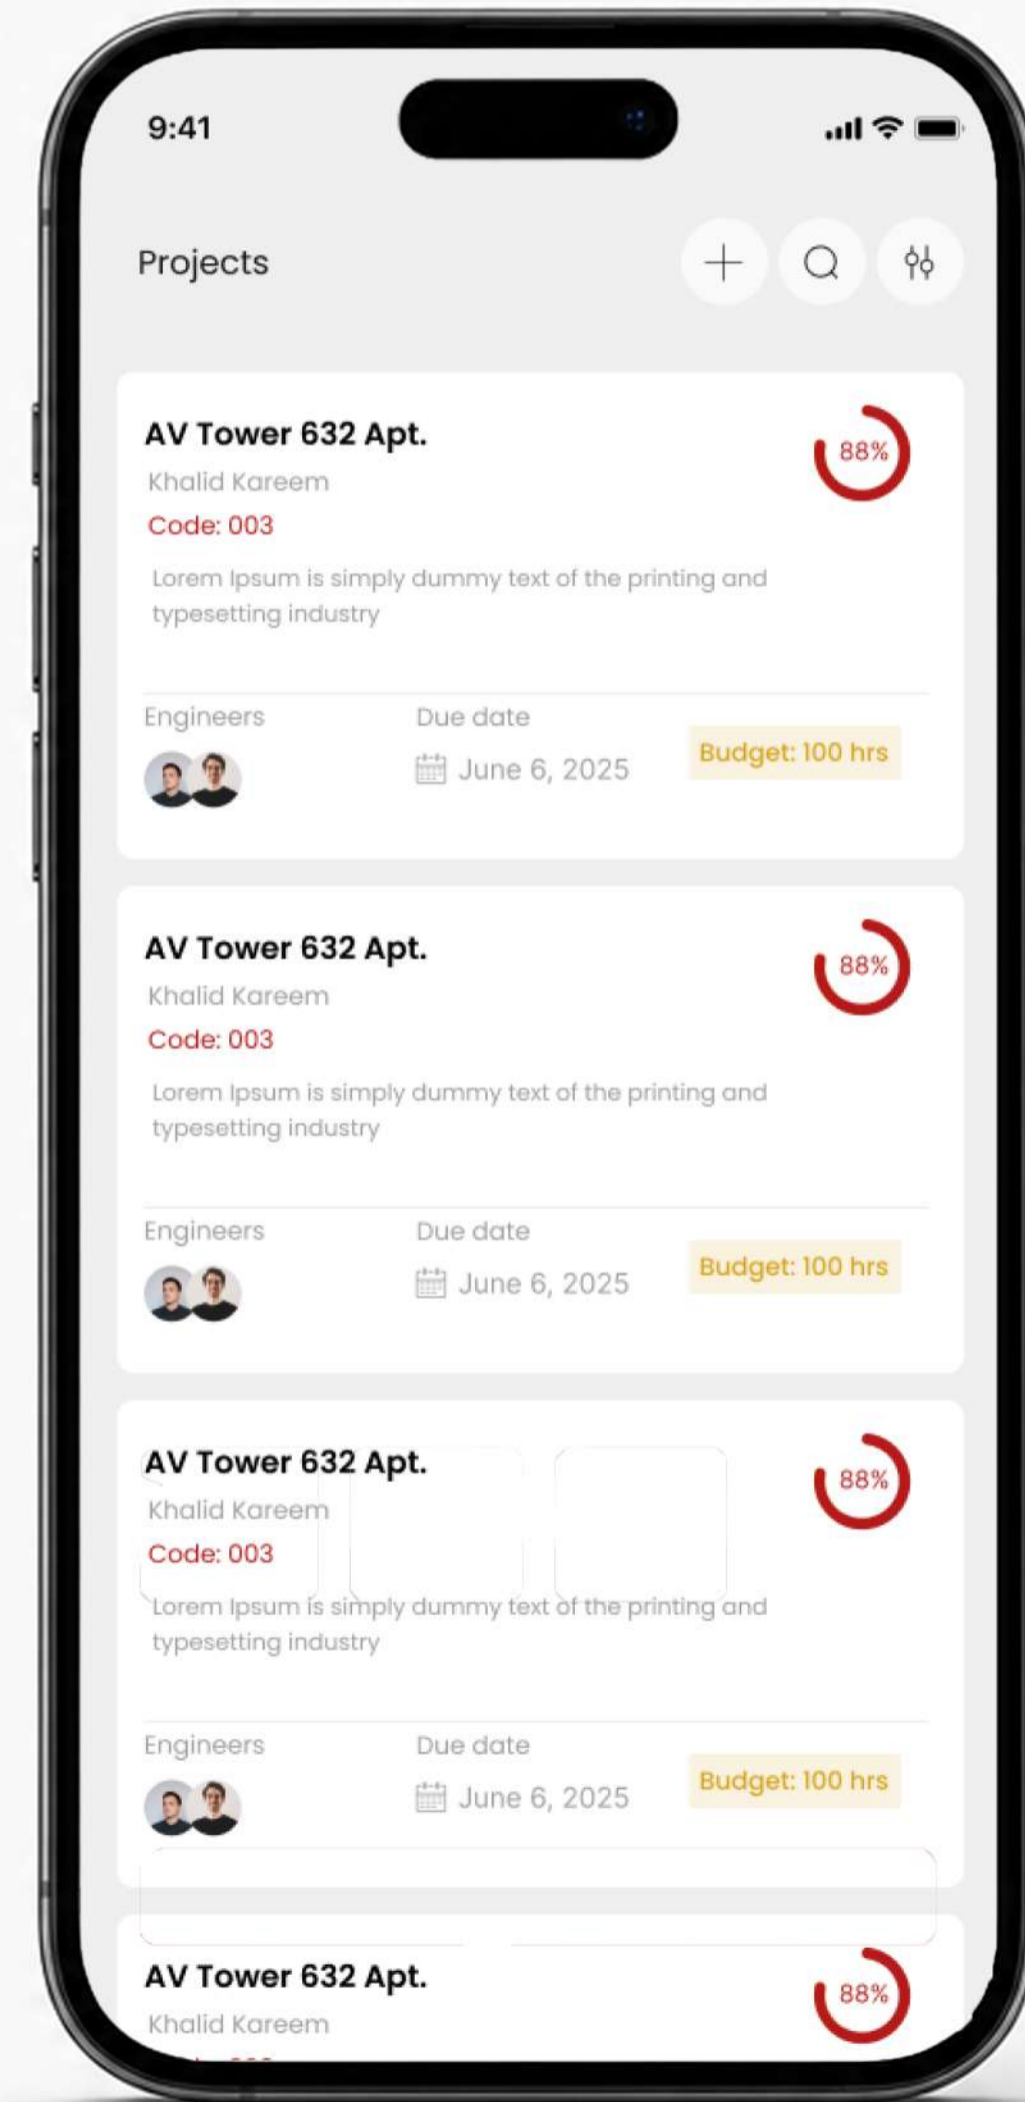 9:41
Projects
AV Tower 632 Apt.
88%
Khalid Kareem
Code: 003
Lorem Ipsum is simply dummy text of the printing and
typesetting industry
Engineers
Due date
June 6, 2025
Budget: 100 hrs
AV Tower 632 Apt.
88%
Khalid Kareem
Code: 003
Lorem Ipsum is simply dummy text of the printing and
typesetting industry
Engineers
Due date
June 6, 2025
Budget: 100 hrs
AV Tower 632 Apt.
88%
Khalid Kareem
Code: 003
Lorem Ipsum is simply dummy text of the printing and
typesetting industry
Engineers
Due date
June 6, 2025
Budget: 100 hrs
AV Tower 632 Apt.
88%
Khalid Kareem